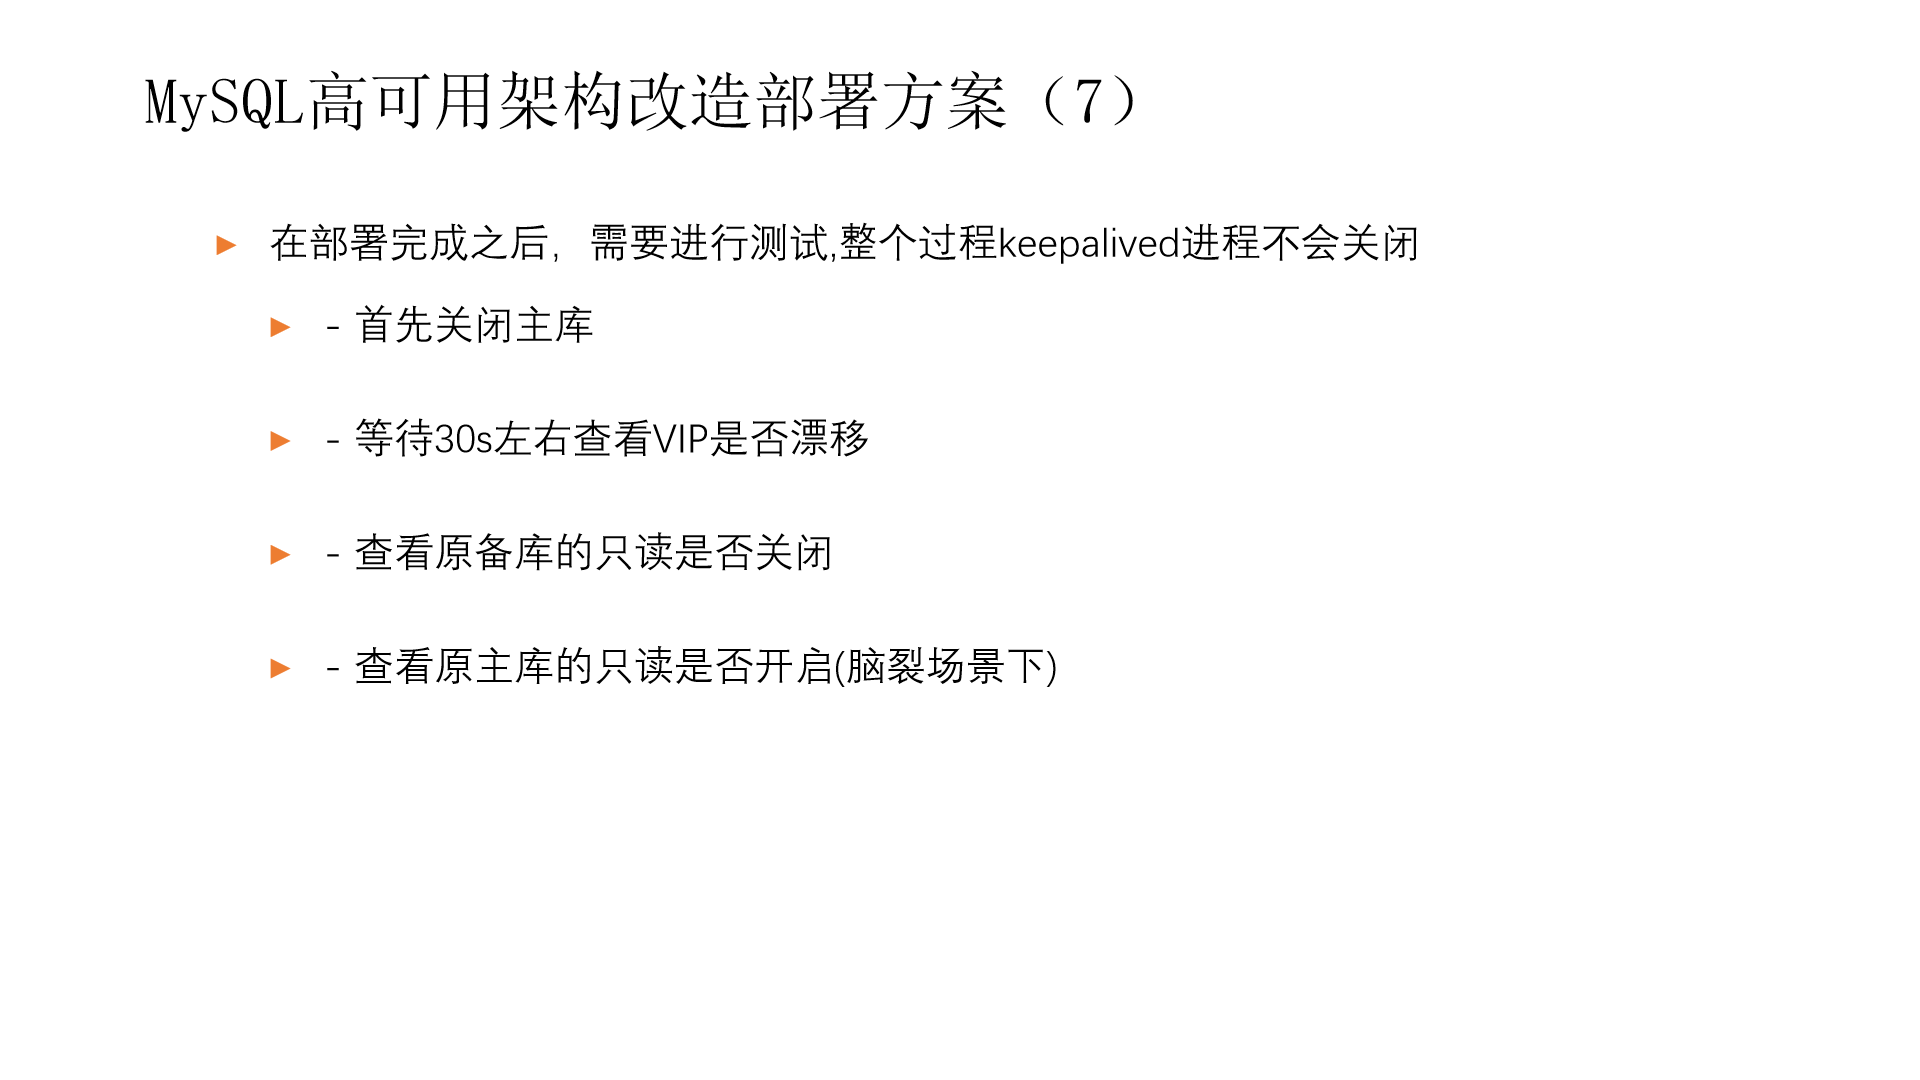 MySQL高可用架构改造部署方案（7）
在部署完成之后，需要进行测试,整个过程keepalived进程不会关闭
- 首先关闭主库
- 等待30s左右查看VIP是否漂移
- 查看原备库的只读是否关闭
- 查看原主库的只读是否开启(脑裂场景下)